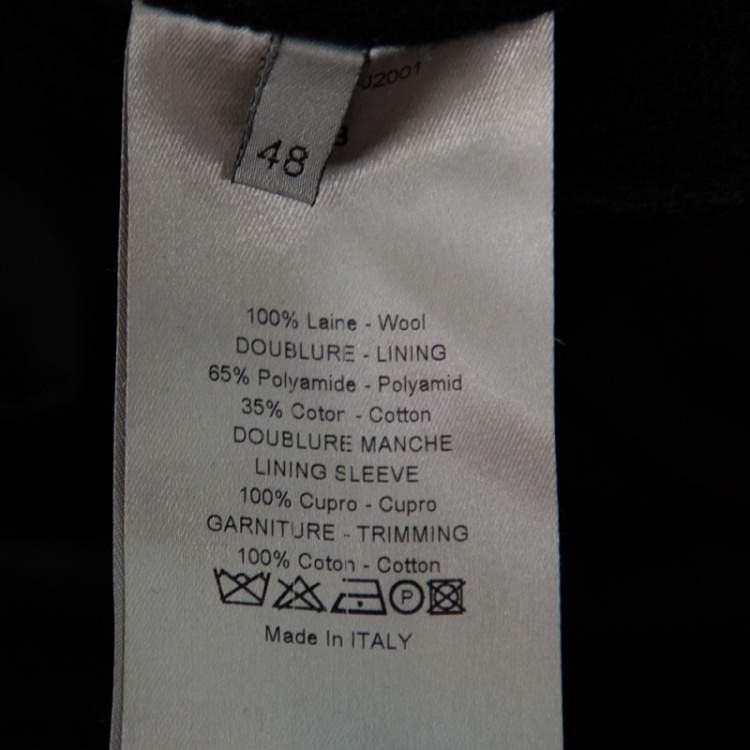 J2001
48
100% Laine - Wool
DOUBLURE - LINING
65% Polyamide - Polyamid
35% Coton - Cotton
DOUBLURE MANCHE
LINING SLEEVE
100% Cupro - Cupro
GARNITURE - TRIMMING
100% Coton - Cotton
P
Made In ITALY